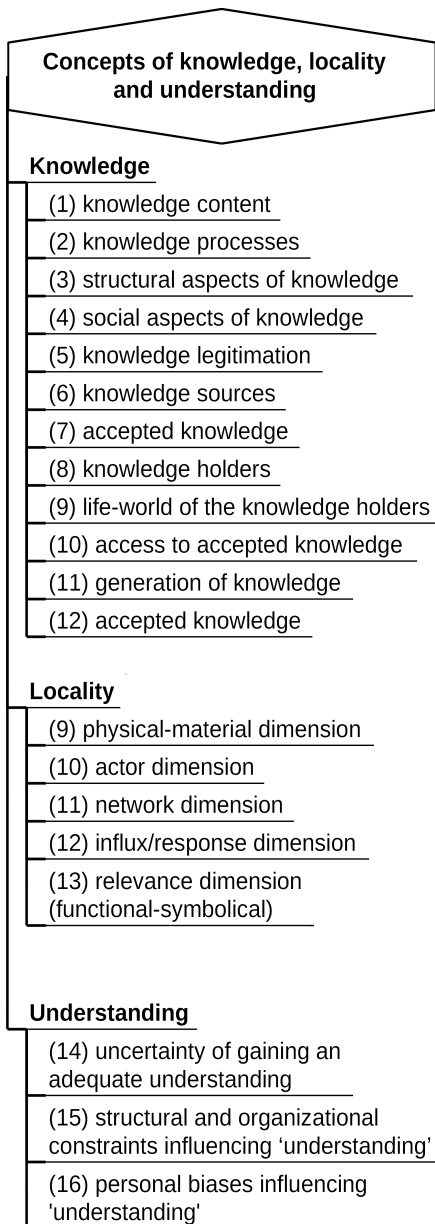 Concepts of knowledge, locality
and understanding
Knowledge
(1) knowledge content
(2) knowledge processes
(3) structural aspects of knowledge
(4) social aspects of knowledge
(5) knowledge legitimation
(6) knowledge sources
(7) accepted knowledge
(8) knowledge holders
(9) life-world of the knowledge holders
(10) access to accepted knowledge
(11) generation of knowledge
(12) accepted knowledge
Locality
(9) physical-material dimension
(10) actor dimension
(11) network dimension
(12) influx/response dimension
(13) relevance dimension
(functional-symbolical)
Understanding
(14) uncertainty of gaining an
adequate understanding
(15) structural and organizational
constraints influencing ‘understanding’
(16) personal biases influencing
'understanding'